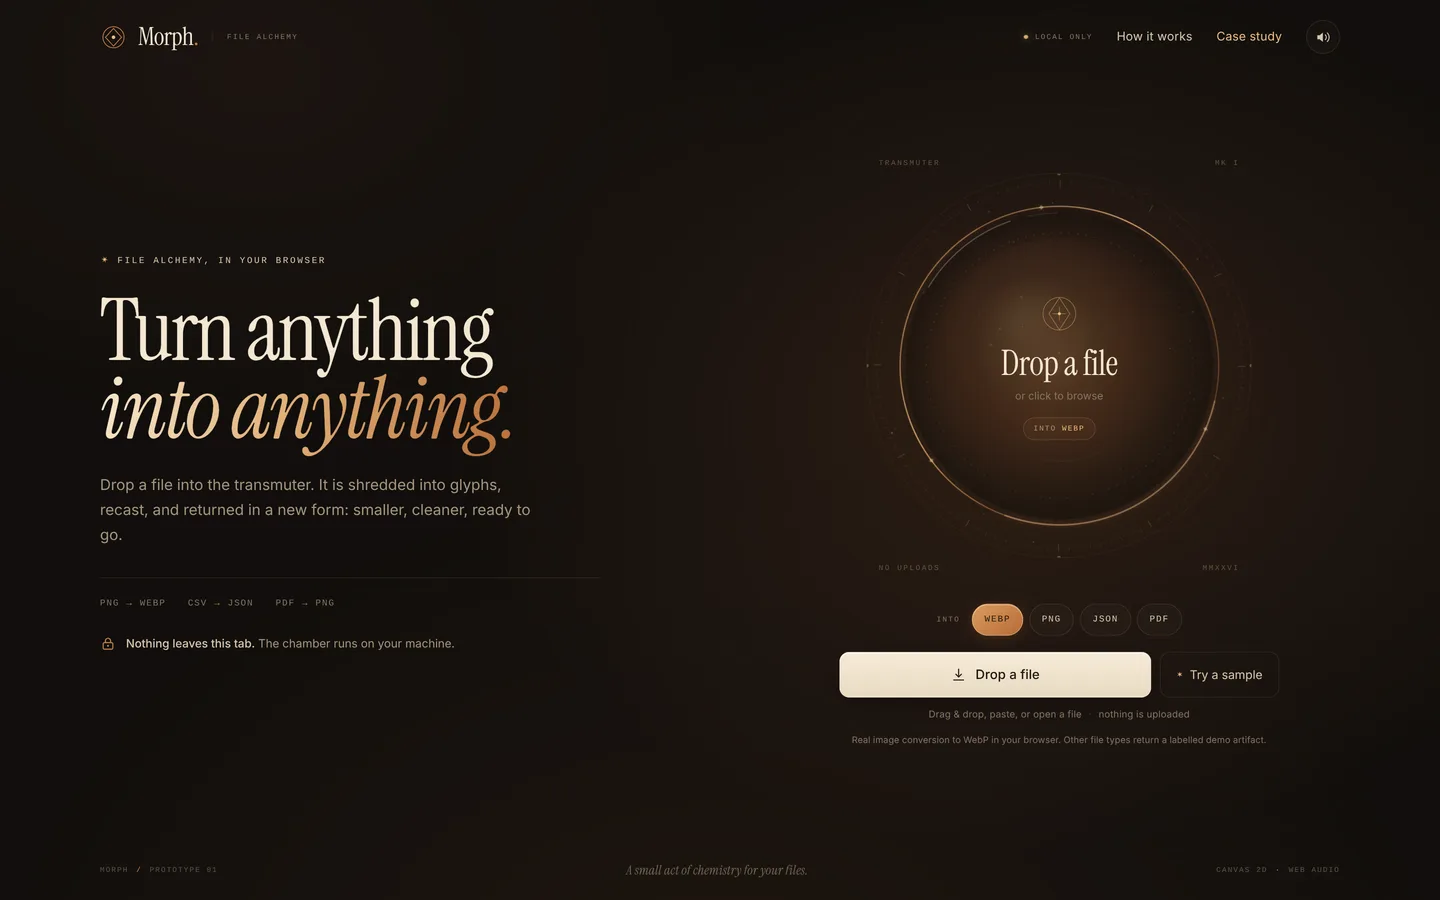 Morph.
FILE ALCHEMY
LOCAL ONLY
How it works
Case study
TRANSMUTER
MK I
✴ FILE ALCHEMY, IN YOUR BROWSER
Turn anything
into anything.
Drop a file into the transmuter. It is shredded into glyphs,
recast, and returned in a new form: smaller, cleaner, ready to
go.
PNG → WEBP
CSV → JSON
PDF → PNG
Nothing leaves this tab. The chamber runs on your machine.
Drop a file
or click to browse
INTO WEBP
NO UPLOADS
MMXXVI
INTO
WEBP
PNG
JSON
PDF
Drop a file
Try a sample
Drag & drop, paste, or open a file · nothing is uploaded
Real image conversion to WebP in your browser. Other file types return a labelled demo artifact.
MORPH / PROTOTYPE 01
A small act of chemistry for your files.
CANVAS 2D · WEB AUDIO